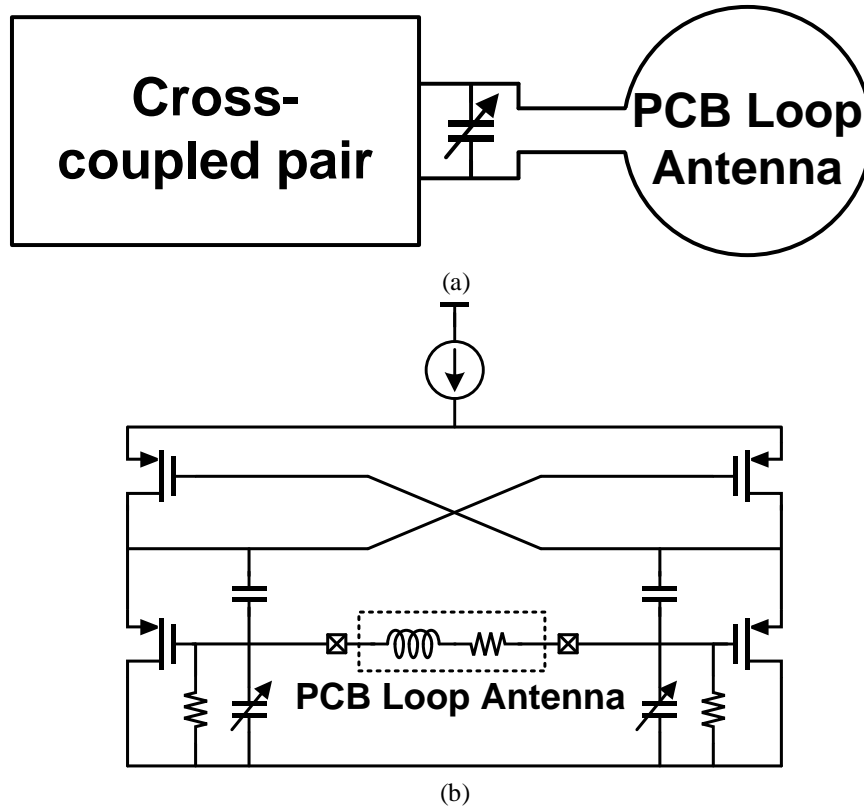 Cross-
coupled pair
PCB Loop
Antenna
(a)
PCB Loop Antenna
(b)